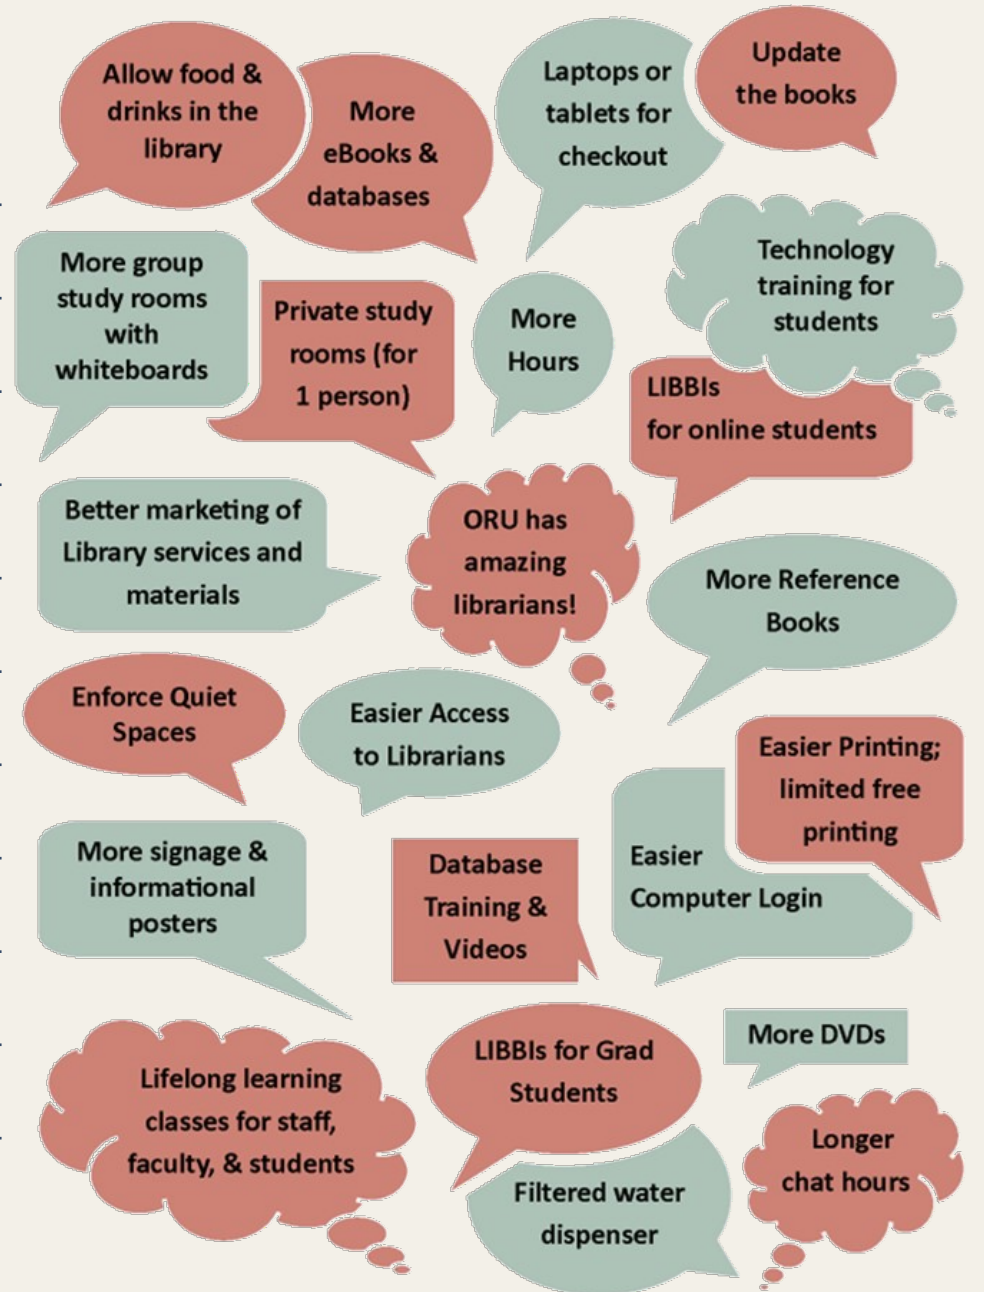 Allow food &
drinks in the
library
More
eBooks &
databases
Laptops or
tablets for
checkout
Update
the books
More group
study rooms
with
whiteboards
Private study
rooms (for
1 person)
More
Hours
Technology
training for
students
LIBBIs
for online students
Better marketing of
Library services and
materials
ORU has
amazing
librarians!
More Reference
Books
Enforce Quiet
Spaces
Easier Access
to Librarians
Easier Printing;
limited free
printing
Easier
Computer Login
More signage &
informational
posters
Database
Training &
Videos
Lifelong learning
classes for staff,
faculty, & students
LIBBIs for Grad
Students
More DVDs
Filtered water
dispenser
Longer
chat hours